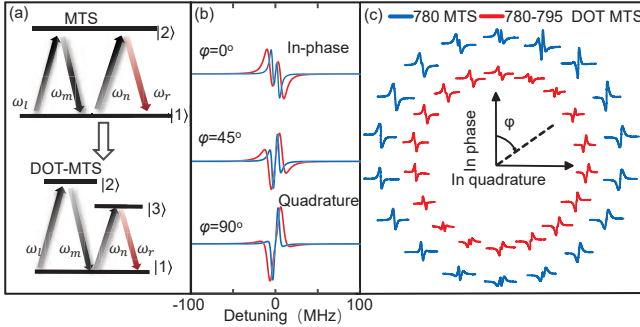 (a)
MTS
|2⟩
ω_l
ω_m
ω_n
ω_r
|1⟩
DOT-MTS
|2⟩
|3⟩
ω_l
ω_m
ω_n
ω_r
|1⟩
(b)
φ=0°
In-phase
φ=45°
Quadrature
φ=90°
-100
0
100
Detuning (MHz)
(c)
780 MTS
780-795 DOT MTS
In phase
φ
In quadrature